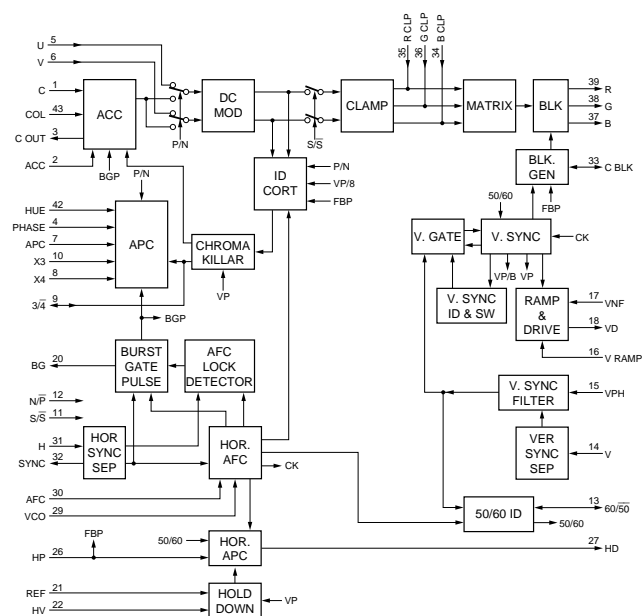 35 R CLP
36 G CLP
34 B CLP
U 5
V 6
C 1
COL 43
C OUT 3
ACC 2
ACC
BGP
P/N
DC
MOD
S/S̅
CLAMP
MATRIX
BLK
39 R
38 G
37 B
P/N
ID
CORT
P/N
VP/8
FBP
BLK.
GEN
33 C BLK
FBP
50/60
HUE 42
PHASE 4
APC 7
X3 10
X4 8
3/4̅ 9
APC
CHROMA
KILLAR
VP
V. GATE
V. SYNC
CK
VP/B
VP
V. SYNC
ID & SW
RAMP
&
DRIVE
17 VNF
18 VD
16 V RAMP
BGP
BG 20
BURST
GATE
PULSE
AFC
LOCK
DETECTOR
V. SYNC
FILTER
15 VPH
N/P̅ 12
S/S̅ 11
H 31
SYNC 32
HOR
SYNC
SEP
HOR.
AFC
CK
VER
SYNC
SEP
14 V
AFC 30
VCO 29
50/60 ID
13 60/5̅0̅
50/60
FBP
50/60
HP 26
HOR.
APC
27 HD
REF 21
HV 22
HOLD
DOWN
VP